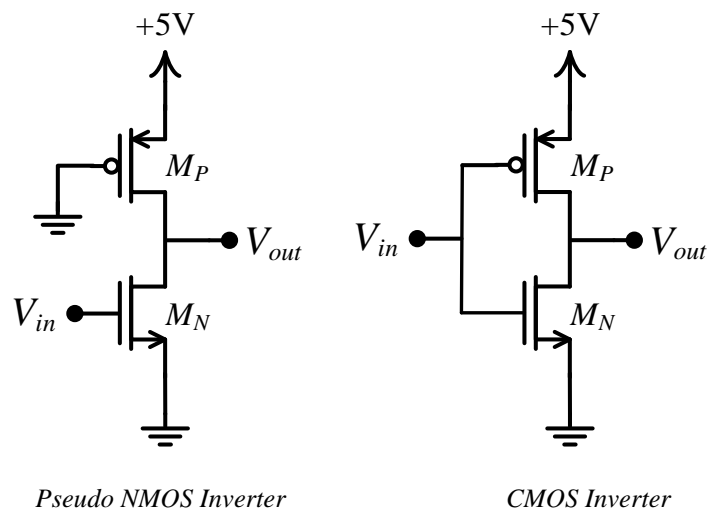 +5V
M_P
V_out
V_in
M_N
Pseudo NMOS Inverter
+5V
M_P
V_in
V_out
M_N
CMOS Inverter